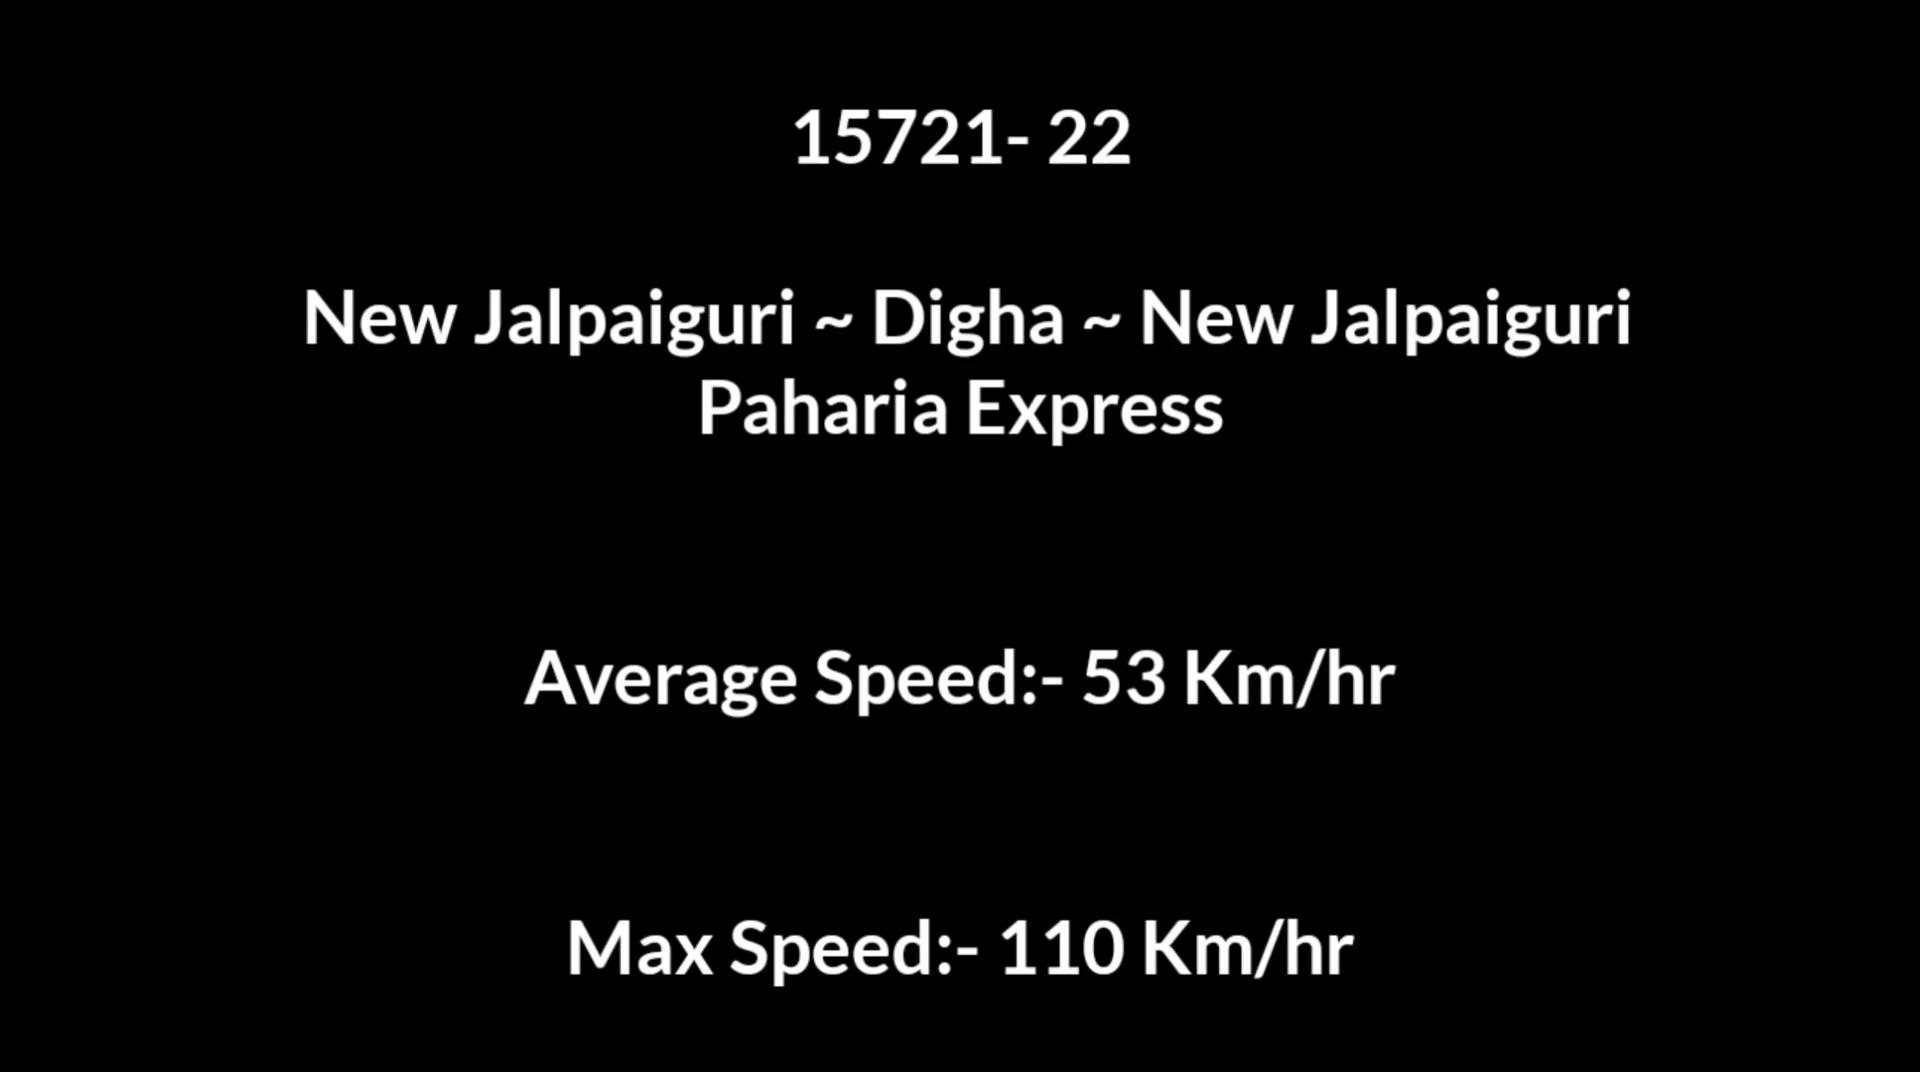 15721- 22
New Jalpaiguri ~ Digha ~ New Jalpaiguri
Paharia Express
Average Speed:- 53 Km/hr
Max Speed:- 110 Km/hr